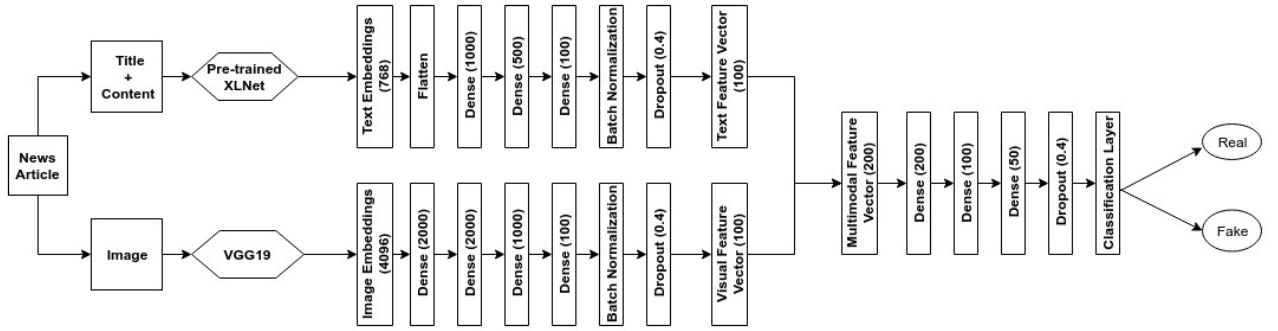 News
Article
Title
+
Content
Pre-trained
XLNet
Text Embeddings
(768)
Flatten
Dense (1000)
Dense (500)
Dense (100)
Batch Normalization
Dropout (0.4)
Text Feature Vector
(100)
Image
VGG19
Image Embeddings
(4096)
Dense (2000)
Dense (2000)
Dense (1000)
Dense (100)
Batch Normalization
Dropout (0.4)
Visual Feature
Vector (100)
Multimodal Feature
Vector (200)
Dense (200)
Dense (100)
Dense (50)
Dropout (0.4)
Classification Layer
Real
Fake